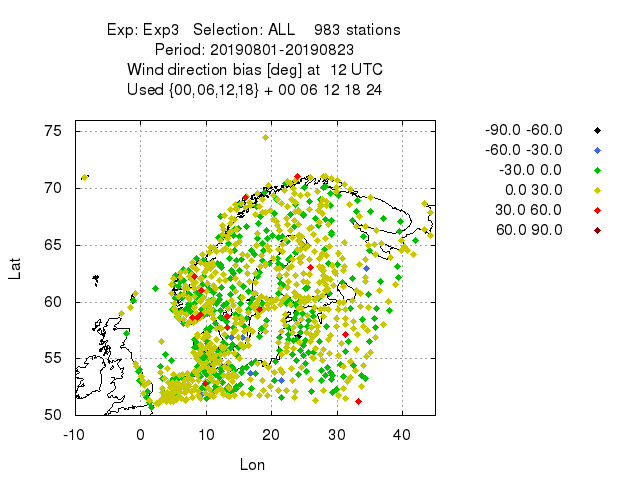 Exp: Exp3 Selection: ALL 983 stations
Period: 20190801-20190823
Wind direction bias [deg] at 12 UTC
Used {00,06,12,18} + 00 06 12 18 24
-90.0 -60.0
-60.0 -30.0
-30.0 0.0
0.0 30.0
30.0 60.0
60.0 90.0
Lat
75
70
65
60
55
50
-10 0 10 20 30 40
Lon